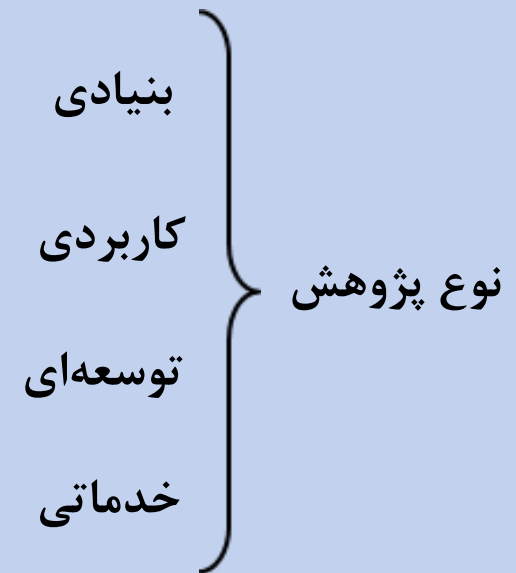 نوع پژوهش
بنیادی
کاربردی
توسعه‌ای
خدماتی